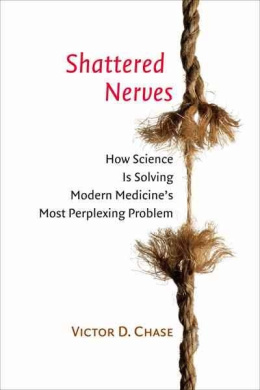 Shattered
Nerves
How Science
Is Solving
Modern Medicine's
Most Perplexing Problem
Victor D. Chase